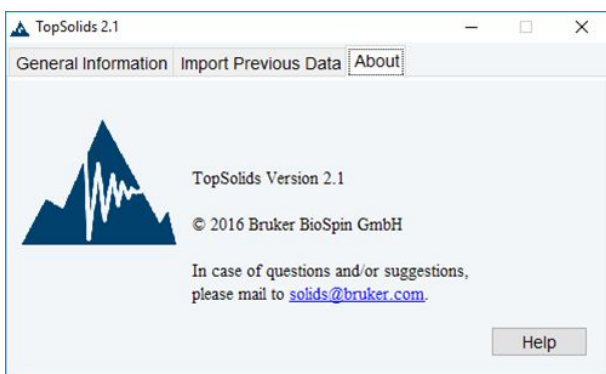 TopSolids 2.1
General Information Import Previous Data About
TopSolids Version 2.1
© 2016 Bruker BioSpin GmbH
In case of questions and/or suggestions,
please mail to solids@bruker.com.
Help